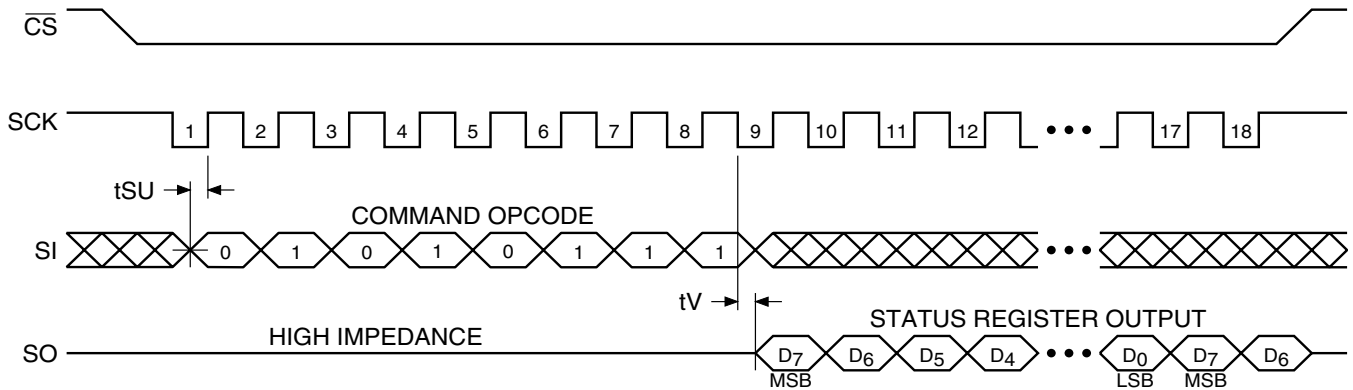 CS
SCK 1 2 3 4 5 6 7 8 9 10 11 12 ••• 17 18
tSU
COMMAND OPCODE
SI 0 1 0 1 0 1 1 1 •••
tV
HIGH IMPEDANCE STATUS REGISTER OUTPUT
SO D7 D6 D5 D4 ••• D0 D7 D6
MSB LSB MSB